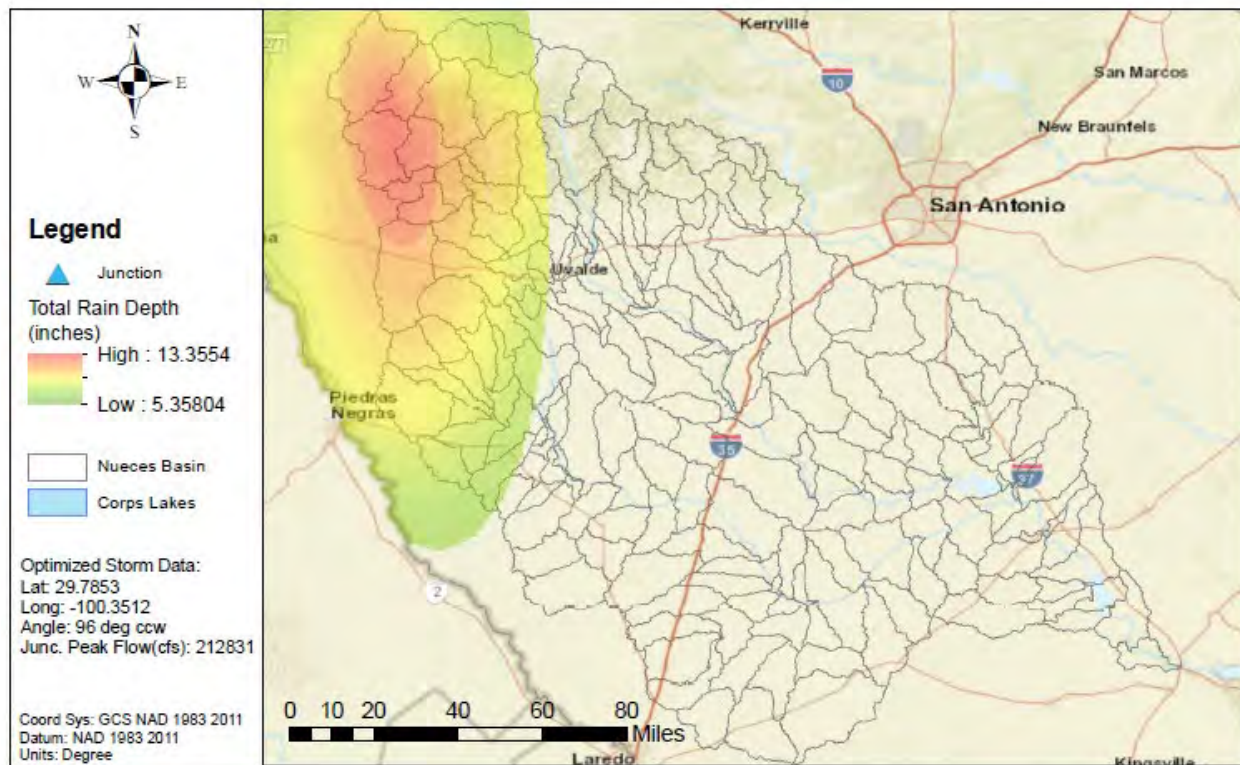 N
W E
S
Legend
Junction
Total Rain Depth
(inches)
High : 13.3554
Low : 5.35804
Nueces Basin
Corps Lakes
Optimized Storm Data:
Lat: 29.7853
Long: -100.3512
Angle: 96 deg ccw
Junc. Peak Flow(cfs): 212831
Coord Sys: GCS NAD 1983 2011
Datum: NAD 1983 2011
Units: Degree
277
Kerrville
10
San Marcos
New Braunfels
San Antonio
Uvalde
Piedras
Negras
35
37
2
0 10 20 40 60 80
Miles
Laredo
Kingsville